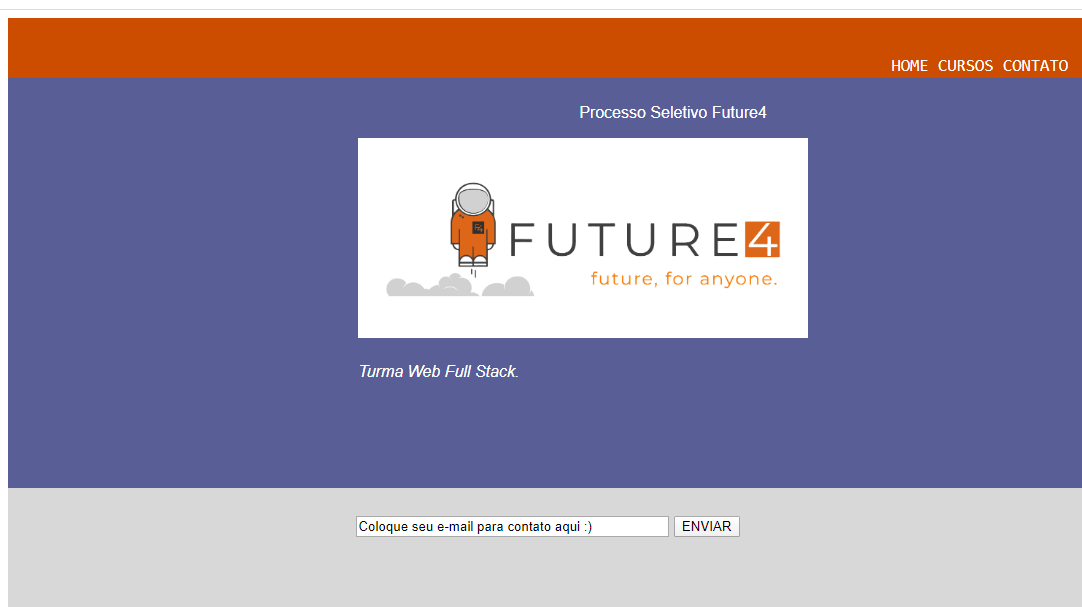 HOME CURSOS CONTATO
Processo Seletivo Future4
FUTURE4
future, for anyone.
Turma Web Full Stack.
Coloque seu e-mail para contato aqui :) ENVIAR